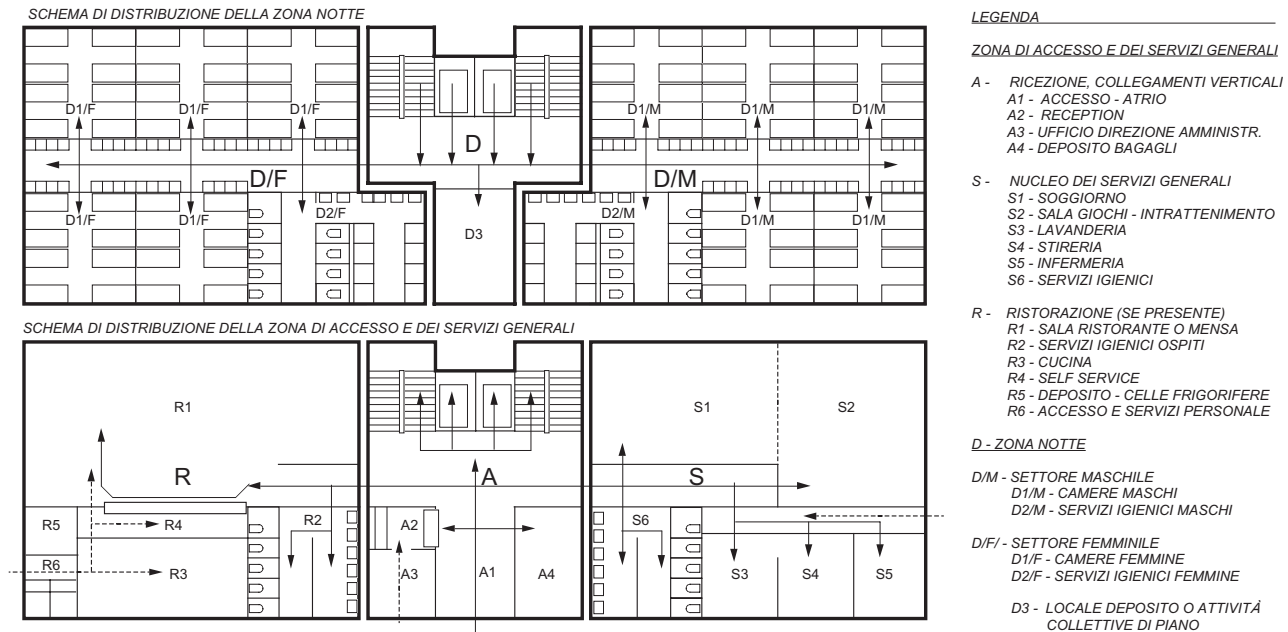 SCHEMA DI DISTRIBUZIONE DELLA ZONA NOTTE
D1/F D1/F D1/F D1/M D1/M D1/M
D
D/F D/M
D1/F D1/F D2/F D2/M D1/M D1/M
D3
SCHEMA DI DISTRIBUZIONE DELLA ZONA DI ACCESSO E DEI SERVIZI GENERALI
R1 S1 S2
R A S
R5 R4 R2 A2 S6
R6 R3 A3 A1 A4 S3 S4 S5
LEGENDA
ZONA DI ACCESSO E DEI SERVIZI GENERALI
A - RICEZIONE, COLLEGAMENTI VERTICALI
A1 - ACCESSO - ATRIO
A2 - RECEPTION
A3 - UFFICIO DIREZIONE AMMINISTR.
A4 - DEPOSITO BAGAGLI
S - NUCLEO DEI SERVIZI GENERALI
S1 - SOGGIORNO
S2 - SALA GIOCHI - INTRATTENIMENTO
S3 - LAVANDERIA
S4 - STIRERIA
S5 - INFERMERIA
S6 - SERVIZI IGIENICI
R - RISTORAZIONE (SE PRESENTE)
R1 - SALA RISTORANTE O MENSA
R2 - SERVIZI IGIENICI OSPITI
R3 - CUCINA
R4 - SELF SERVICE
R5 - DEPOSITO - CELLE FRIGORIFERE
R6 - ACCESSO E SERVIZI PERSONALE
D - ZONA NOTTE
D/M - SETTORE MASCHILE
D1/M - CAMERE MASCHI
D2/M - SERVIZI IGIENICI MASCHI
D/F/ - SETTORE FEMMINILE
D1/F - CAMERE FEMMINE
D2/F - SERVIZI IGIENICI FEMMINE
D3 - LOCALE DEPOSITO O ATTIVITÀ
COLLETTIVE DI PIANO